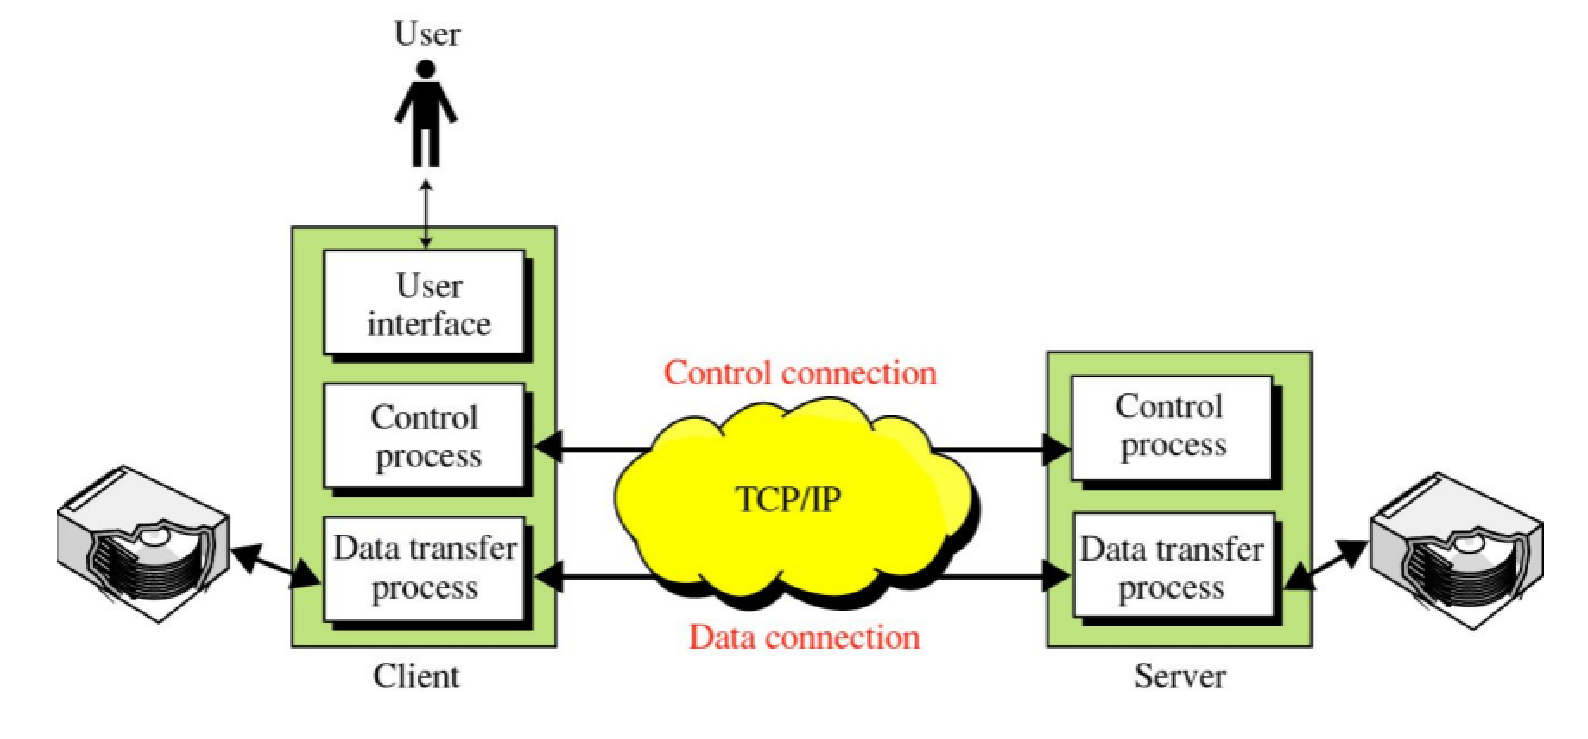 User
User
interface
Control connection
Control
process
Control
process
TCP/IP
Data transfer
process
Data transfer
process
Data connection
Client
Server